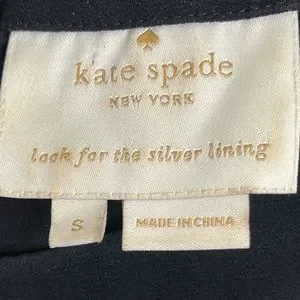 kate spade
NEW YORK
look for the silver lining
S
MADE IN CHINA